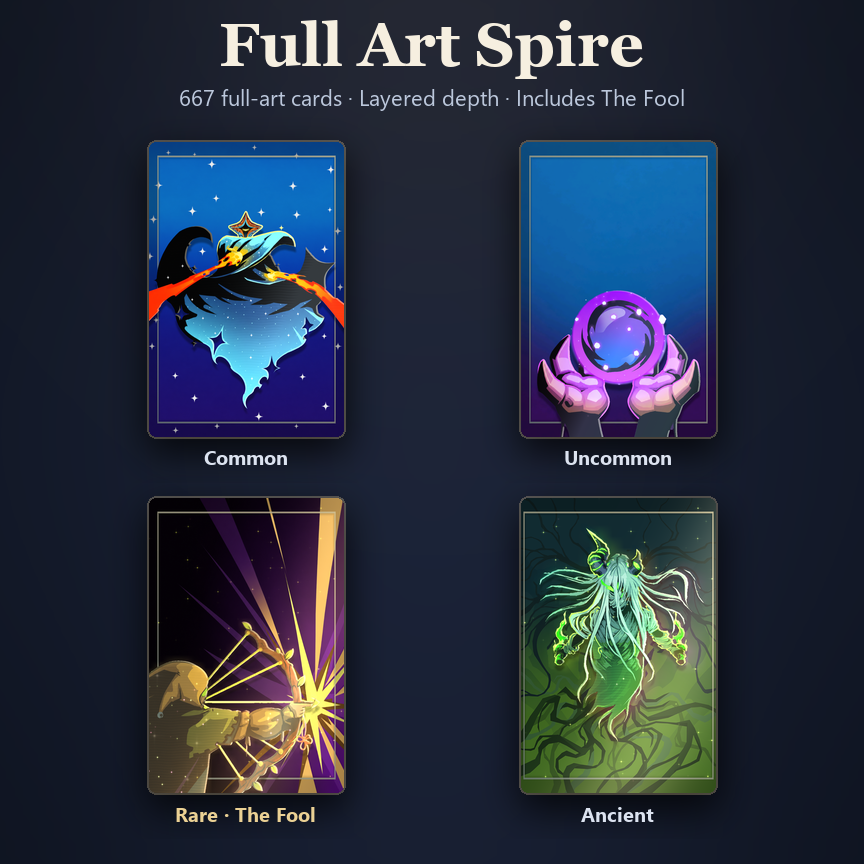 Full Art Spire
667 full-art cards · Layered depth · Includes The Fool
Common
Uncommon
Rare · The Fool
Ancient